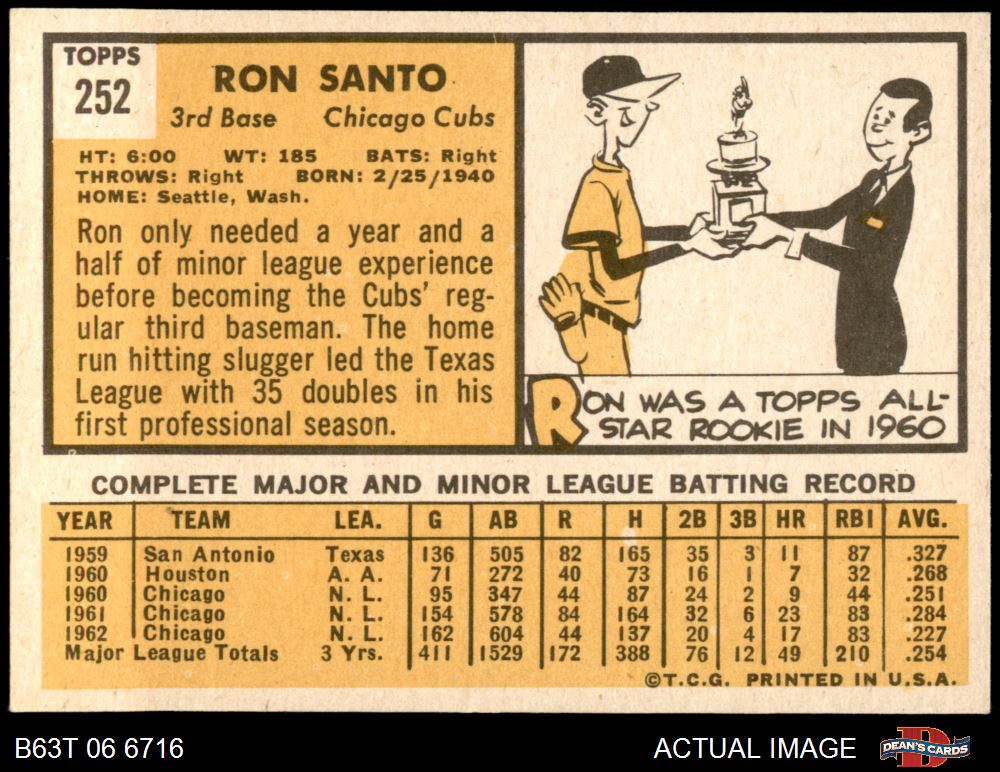 TOPPS
252
RON SANTO
3rd Base Chicago Cubs
HT: 6:00 WT: 185 BATS: Right
THROWS: Right BORN: 2/25/1940
HOME: Seattle, Wash.
Ron only needed a year and a
half of minor league experience
before becoming the Cubs' reg-
ular third baseman. The home
run hitting slugger led the Texas
League with 35 doubles in his
first professional season.
RON WAS A TOPPS ALL-
STAR ROOKIE IN 1960
COMPLETE MAJOR AND MINOR LEAGUE BATTING RECORD
YEAR TEAM LEA. G AB R H 2B 3B HR RBI AVG.
1959 San Antonio Texas 136 505 82 165 35 3 11 87 .327
1960 Houston A. A. 71 272 40 73 16 1 7 32 .268
1960 Chicago N. L. 95 347 44 87 24 2 9 44 .251
1961 Chicago N. L. 154 578 84 164 32 6 23 83 .284
1962 Chicago N. L. 162 604 44 137 20 4 17 83 .227
Major League Totals 3 Yrs. 411 1529 172 388 76 12 49 210 .254
©T.C.G. PRINTED IN U.S.A.
B63T 06 6716 ACTUAL IMAGE DEAN'S CARDS